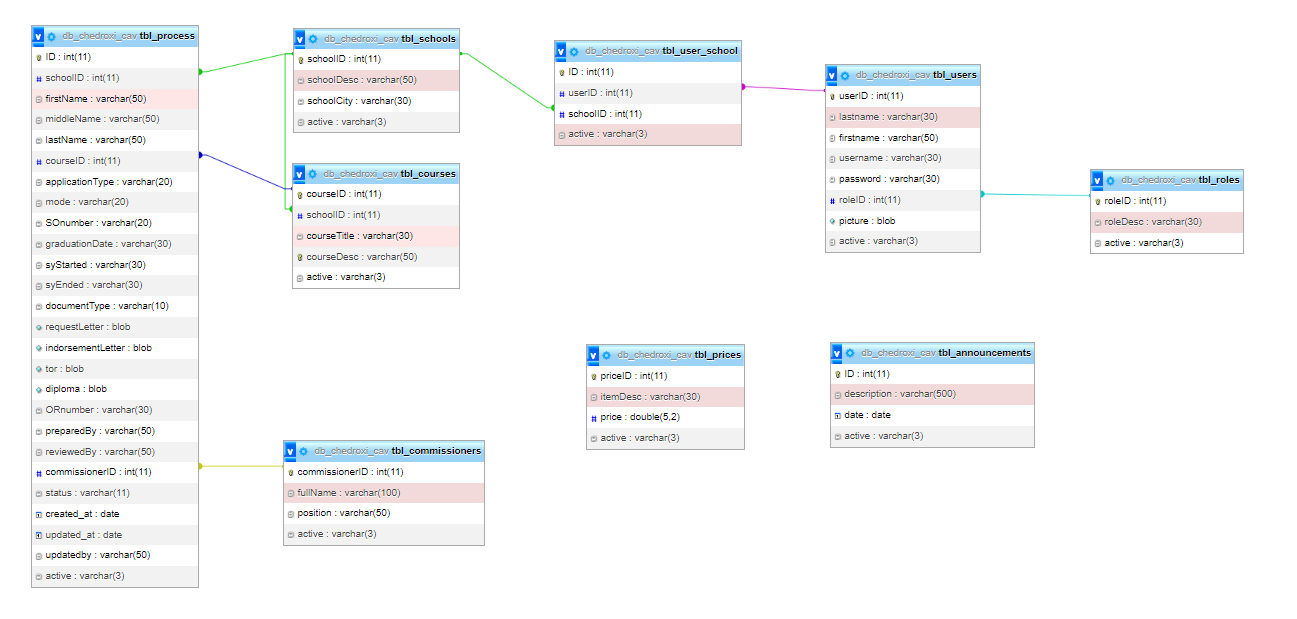 v db_chedroxi_cav tbl_process
ID : int(11)
schoolID : int(11)
firstName : varchar(50)
middleName : varchar(50)
lastName : varchar(50)
courseID : int(11)
applicationType : varchar(20)
mode : varchar(20)
SOnumber : varchar(20)
graduationDate : varchar(30)
syStarted : varchar(30)
syEnded : varchar(30)
documentType : varchar(10)
requestLetter : blob
indorsementLetter : blob
tor : blob
diploma : blob
ORnumber : varchar(30)
preparedBy : varchar(50)
reviewedBy : varchar(50)
commissionerID : int(11)
status : varchar(11)
created_at : date
updated_at : date
updatedby : varchar(50)
active : varchar(3)
v db_chedroxi_cav tbl_schools
schoolID : int(11)
schoolDesc : varchar(50)
schoolCity : varchar(30)
active : varchar(3)
v db_chedroxi_cav tbl_courses
courseID : int(11)
schoolID : int(11)
courseTitle : varchar(30)
courseDesc : varchar(50)
active : varchar(3)
v db_chedroxi_cav tbl_commissioners
commissionerID : int(11)
fullName : varchar(100)
position : varchar(50)
active : varchar(3)
v db_chedroxi_cav tbl_user_school
ID : int(11)
userID : int(11)
schoolID : int(11)
active : varchar(3)
v db_chedroxi_cav tbl_prices
priceID : int(11)
itemDesc : varchar(30)
price : double(5,2)
active : varchar(3)
v db_chedroxi_cav tbl_users
userID : int(11)
lastname : varchar(30)
firstname : varchar(50)
username : varchar(30)
password : varchar(30)
roleID : int(11)
picture : blob
active : varchar(3)
v db_chedroxi_cav tbl_announcements
ID : int(11)
description : varchar(500)
date : date
active : varchar(3)
v db_chedroxi_cav tbl_roles
roleID : int(11)
roleDesc : varchar(30)
active : varchar(3)